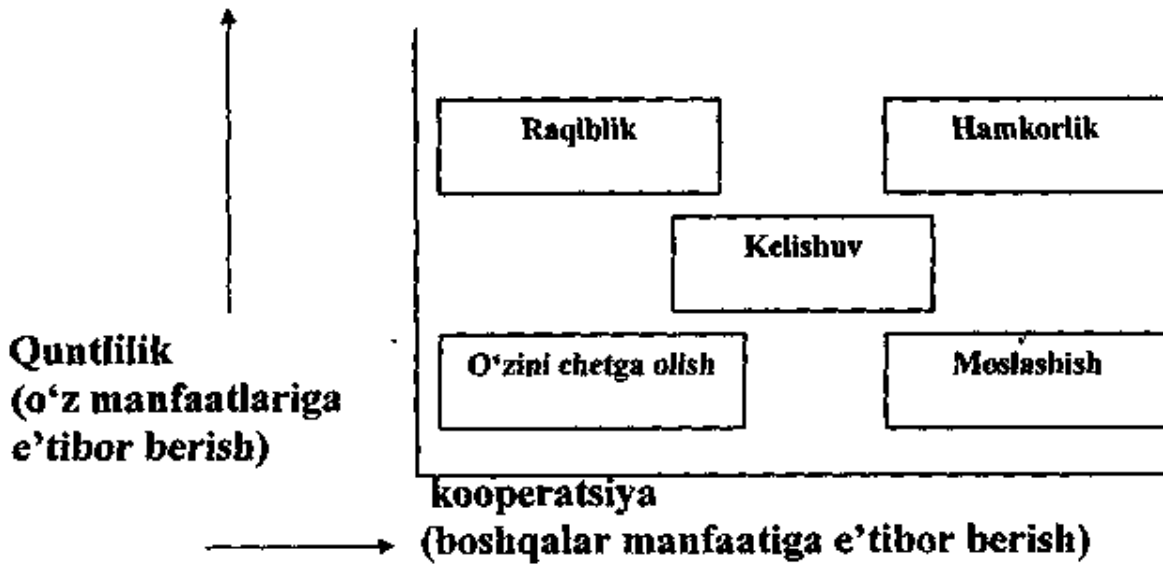 Raqiblik
Hamkorlik
Kelishuv
O‘zini chetga olish
Moslashish
Quntlilik
(o‘z manfaatlariga
e’tibor berish)
kooperatsiya
(boshqalar manfaatiga e’tibor berish)